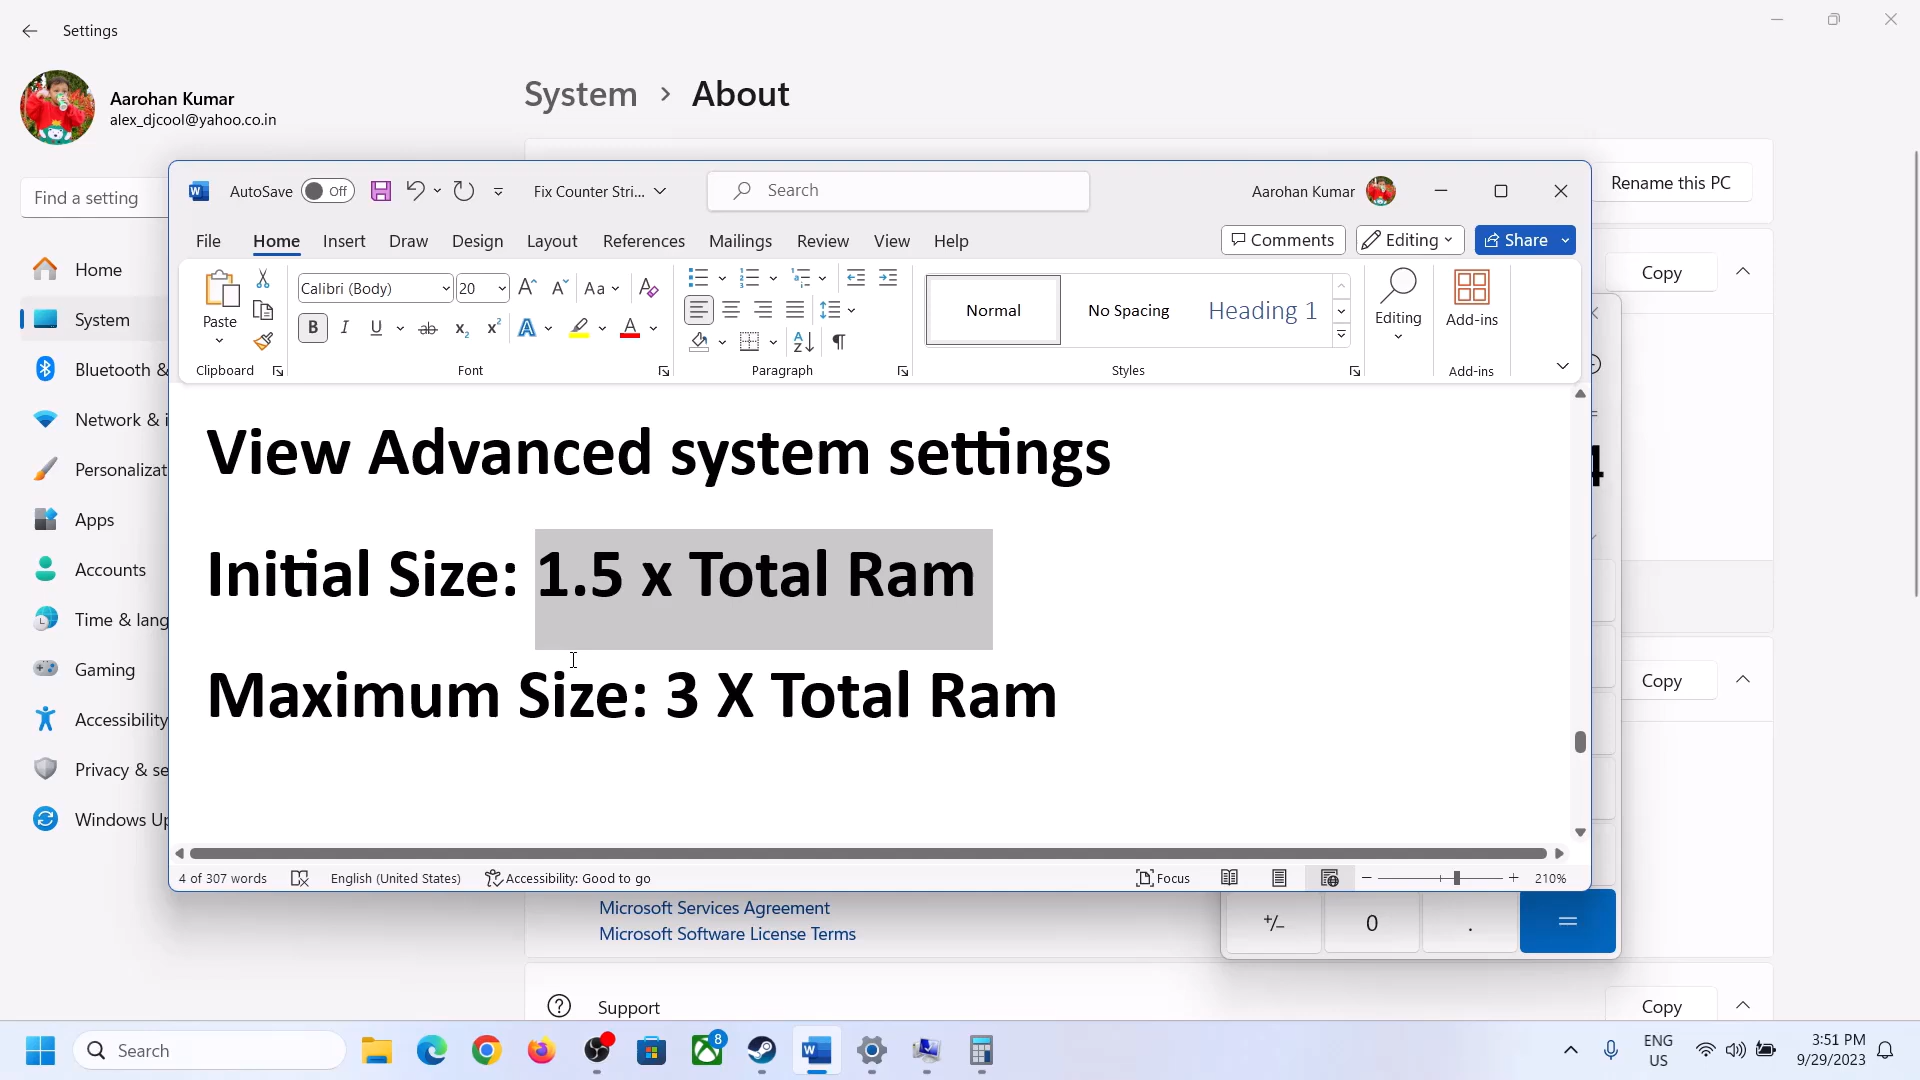 Settings
Aarohan Kumar
alex_djcool@yahoo.co.in
System > About
Find a setting
Rename this PC
AutoSave Off
Fix Counter Stri...
Search
Aarohan Kumar
File Home Insert Draw Design Layout References Mailings Review View Help
Comments Editing Share
Home
System
Bluetooth &
Network & i
Personalizat
Apps
Accounts
Time & lang
Gaming
Accessibility
Privacy & se
Windows Up
Paste
Calibri (Body) 20
Aa
Normal
No Spacing
Heading 1
Editing
Add-ins
Clipboard
Font
Paragraph
Styles
Add-ins
Copy
View Advanced system settings
Initial Size: 1.5 x Total Ram
Maximum Size: 3 X Total Ram
4
Copy
4 of 307 words
English (United States)
Accessibility: Good to go
Focus
210%
Microsoft Services Agreement
Microsoft Software License Terms
+/− 0 . =
Support
Copy
Search
8
ENG
US
3:51 PM
9/29/2023